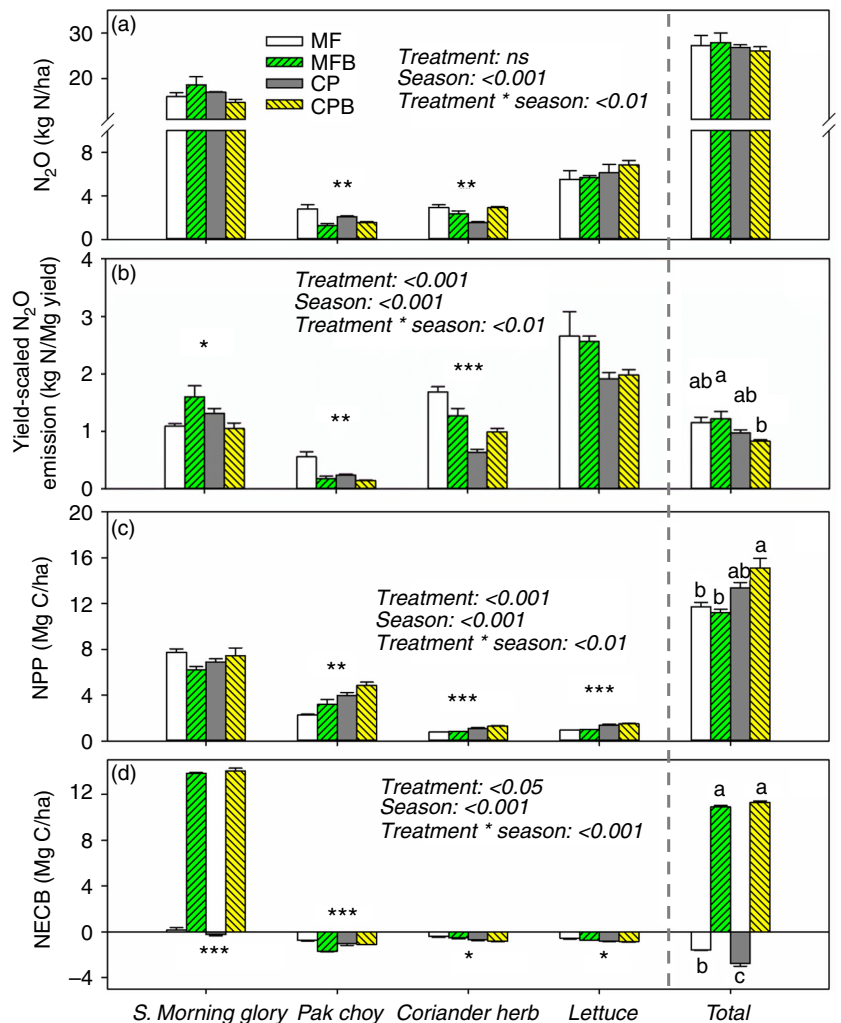 (a)
MF
MFB
CP
CPB
Treatment: ns
Season: <0.001
Treatment * season: <0.01
30
20
8
4
0
N2O (kg N/ha)
** **
(b)
Treatment: <0.001
Season: <0.001
Treatment * season: <0.01
4
3
2
1
0
Yield-scaled N2O
emission (kg N/Mg yield)
* ** ***
ab a ab b
(c)
Treatment: <0.001
Season: <0.001
Treatment * season: <0.01
20
16
12
8
4
0
NPP (Mg C/ha)
** *** ***
b b ab a
(d)
Treatment: <0.05
Season: <0.001
Treatment * season: <0.001
12
8
4
0
–4
NECB (Mg C/ha)
*** *** * *
b a c a
S. Morning glory Pak choy Coriander herb Lettuce Total